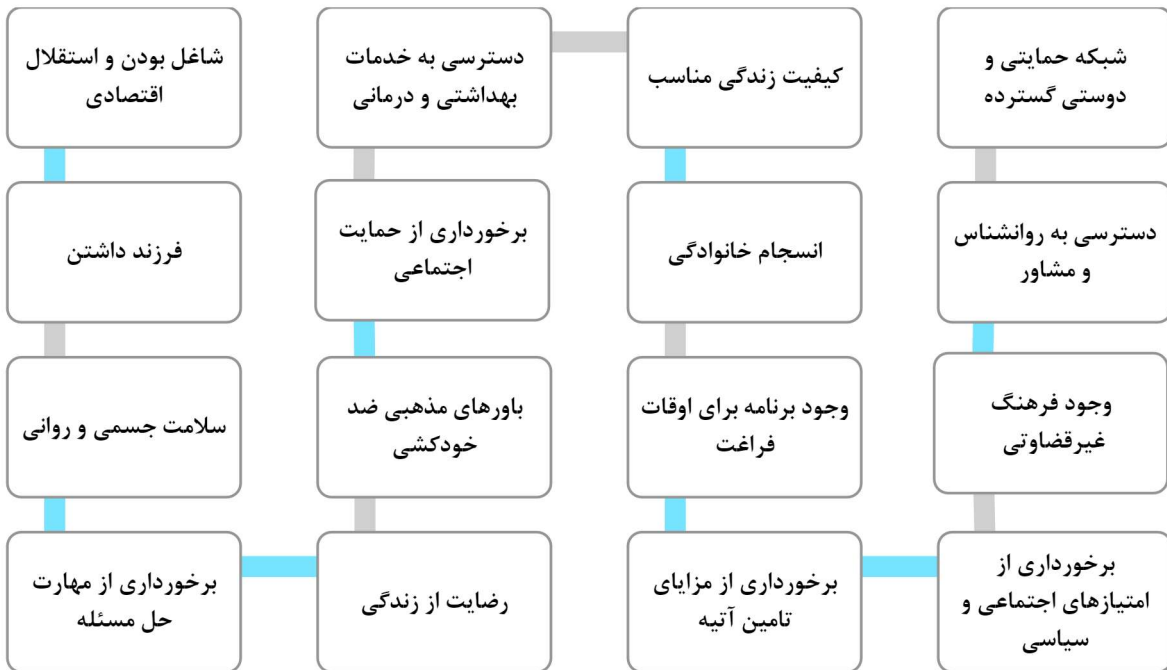 شبکه حمایتی و
دوستی گسترده
دسترسی به روانشناس
و مشاور
وجود فرهنگ
غیرقضاوتی
برخورداری از
امتیازهای اجتماعی و
سیاسی
برخورداری از مزایای
تامین آتیه
وجود برنامه برای اوقات
فراغت
انسجام خانوادگی
کیفیت زندگی مناسب
دسترسی به خدمات
بهداشتی و درمانی
برخورداری از حمایت
اجتماعی
باورهای مذهبی ضد
خودکشی
رضایت از زندگی
برخورداری از مهارت
حل مسئله
سلامت جسمی و روانی
فرزند داشتن
شاغل بودن و استقلال
اقتصادی